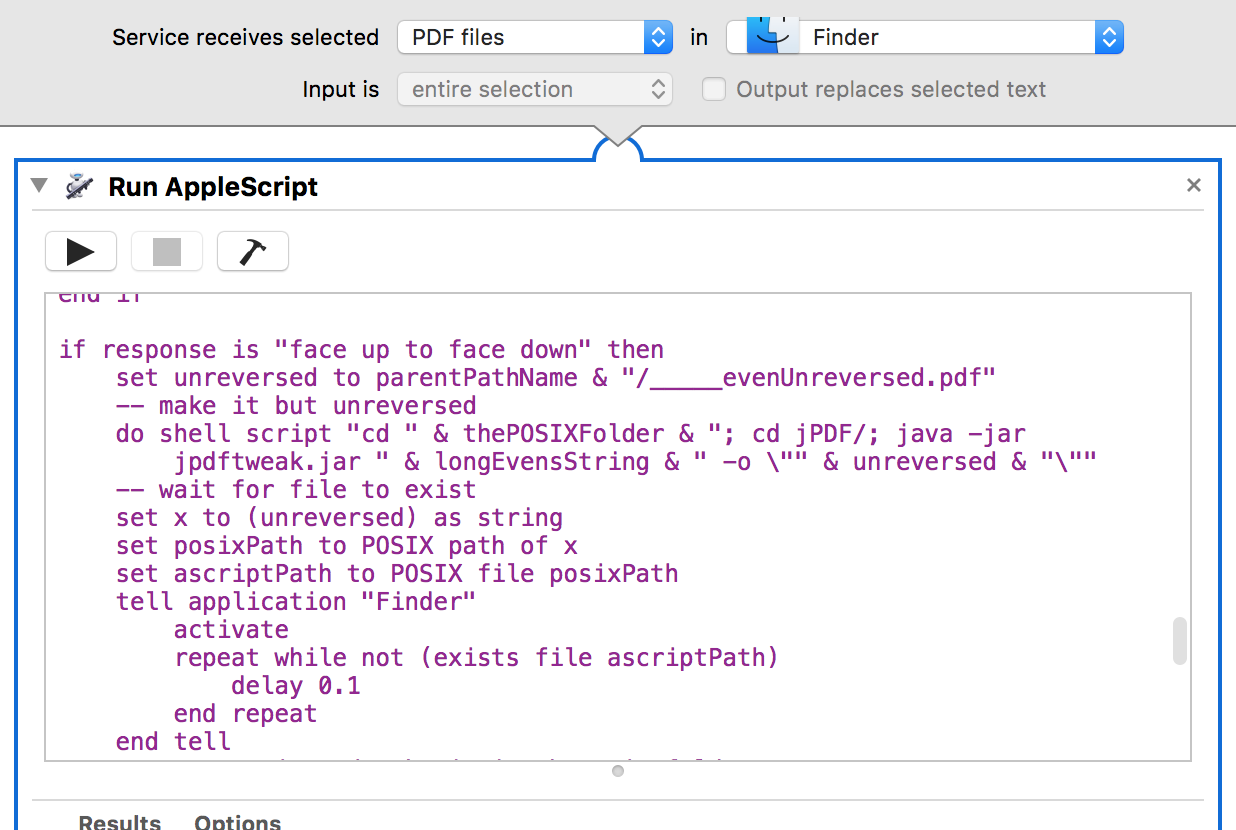 Service receives selected PDF files in Finder
Input is entire selection Output replaces selected text
Run AppleScript
end if
if response is "face up to face down" then
set unreversed to parentPathName & "/_____evenUnreversed.pdf"
-- make it but unreversed
do shell script "cd " & thePOSIXFolder & "; cd jPDF/; java -jar
jpdftweak.jar " & longEvensString & " -o \"" & unreversed & "\""
-- wait for file to exist
set x to (unreversed) as string
set posixPath to POSIX path of x
set ascriptPath to POSIX file posixPath
tell application "Finder"
activate
repeat while not (exists file ascriptPath)
delay 0.1
end repeat
end tell
Results Options